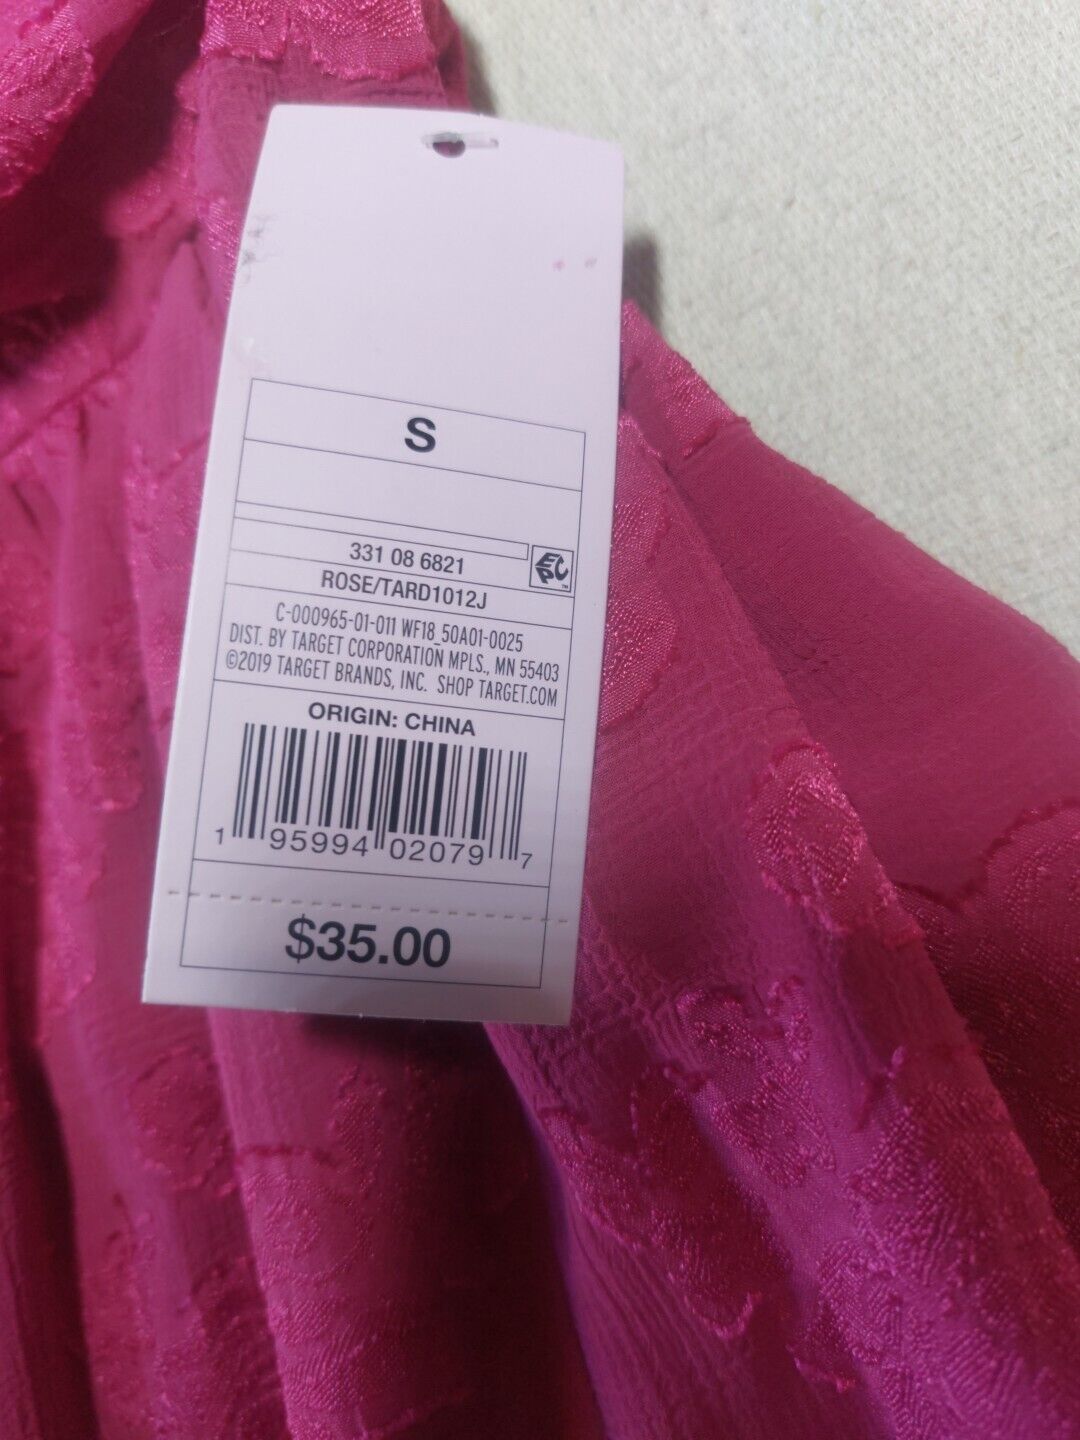 S
331 08 6821
EPC™
ROSE/TARD1012J
C-000965-01-011 WF18_50A01-0025
DIST. BY TARGET CORPORATION MPLS., MN 55403
©2019 TARGET BRANDS, INC. SHOP TARGET.COM
ORIGIN: CHINA
1 95994 02079 7
$35.00